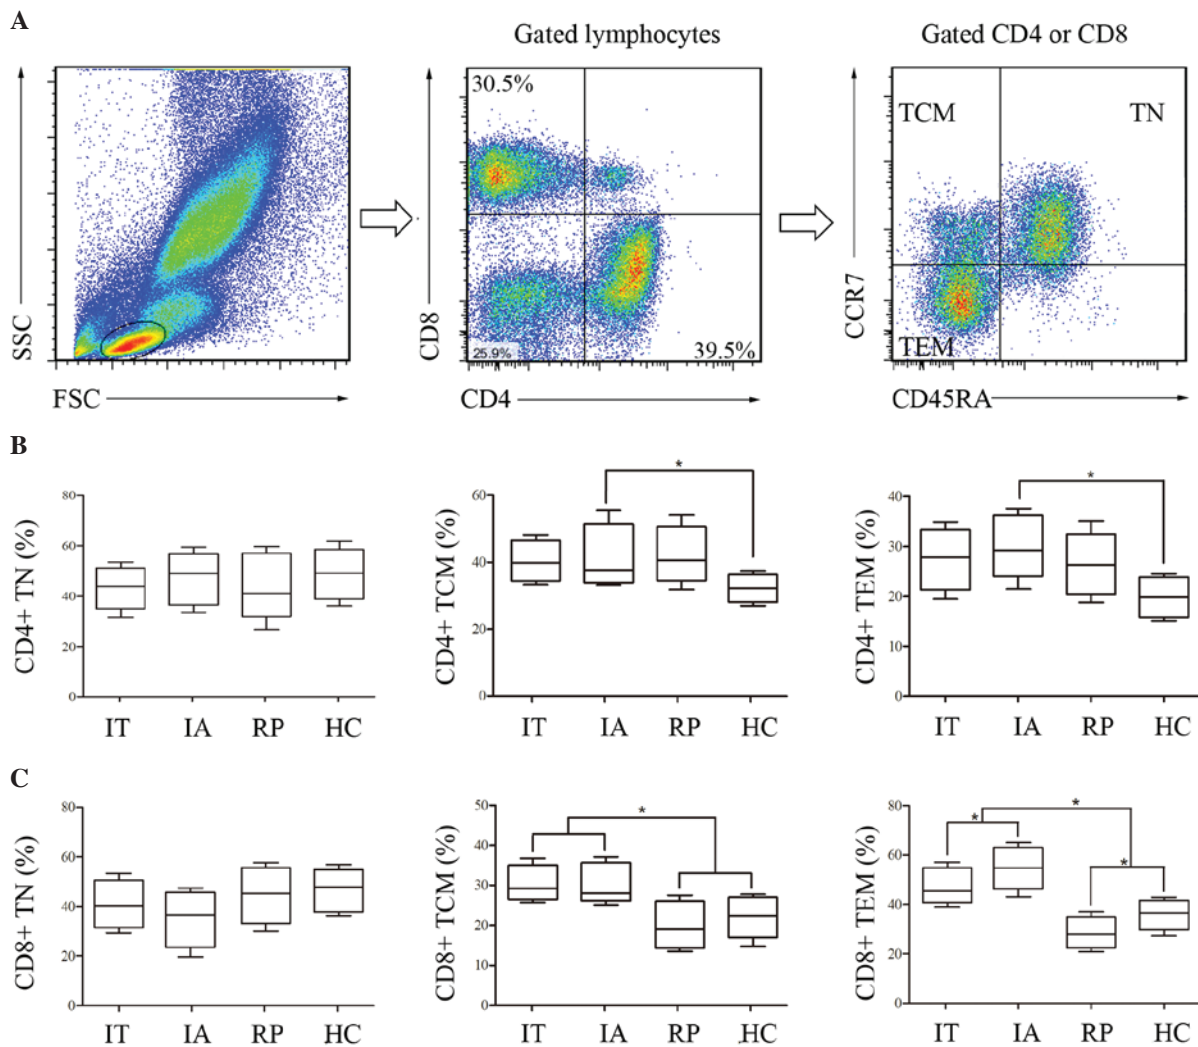 A
Gated lymphocytes
Gated CD4 or CD8
SSC
FSC
30.5%
25.9%
39.5%
CD8
CD4
TCM
TN
TEM
CCR7
CD45RA
B
CD4+ TN (%)
80
60
40
20
0
IT IA RP HC
CD4+ TCM (%)
60
40
20
0
*
IT IA RP HC
CD4+ TEM (%)
40
30
20
10
0
*
IT IA RP HC
C
CD8+ TN (%)
80
60
40
20
0
IT IA RP HC
CD8+ TCM (%)
50
40
30
20
10
0
*
IT IA RP HC
CD8+ TEM (%)
80
60
40
20
0
*
*
*
IT IA RP HC